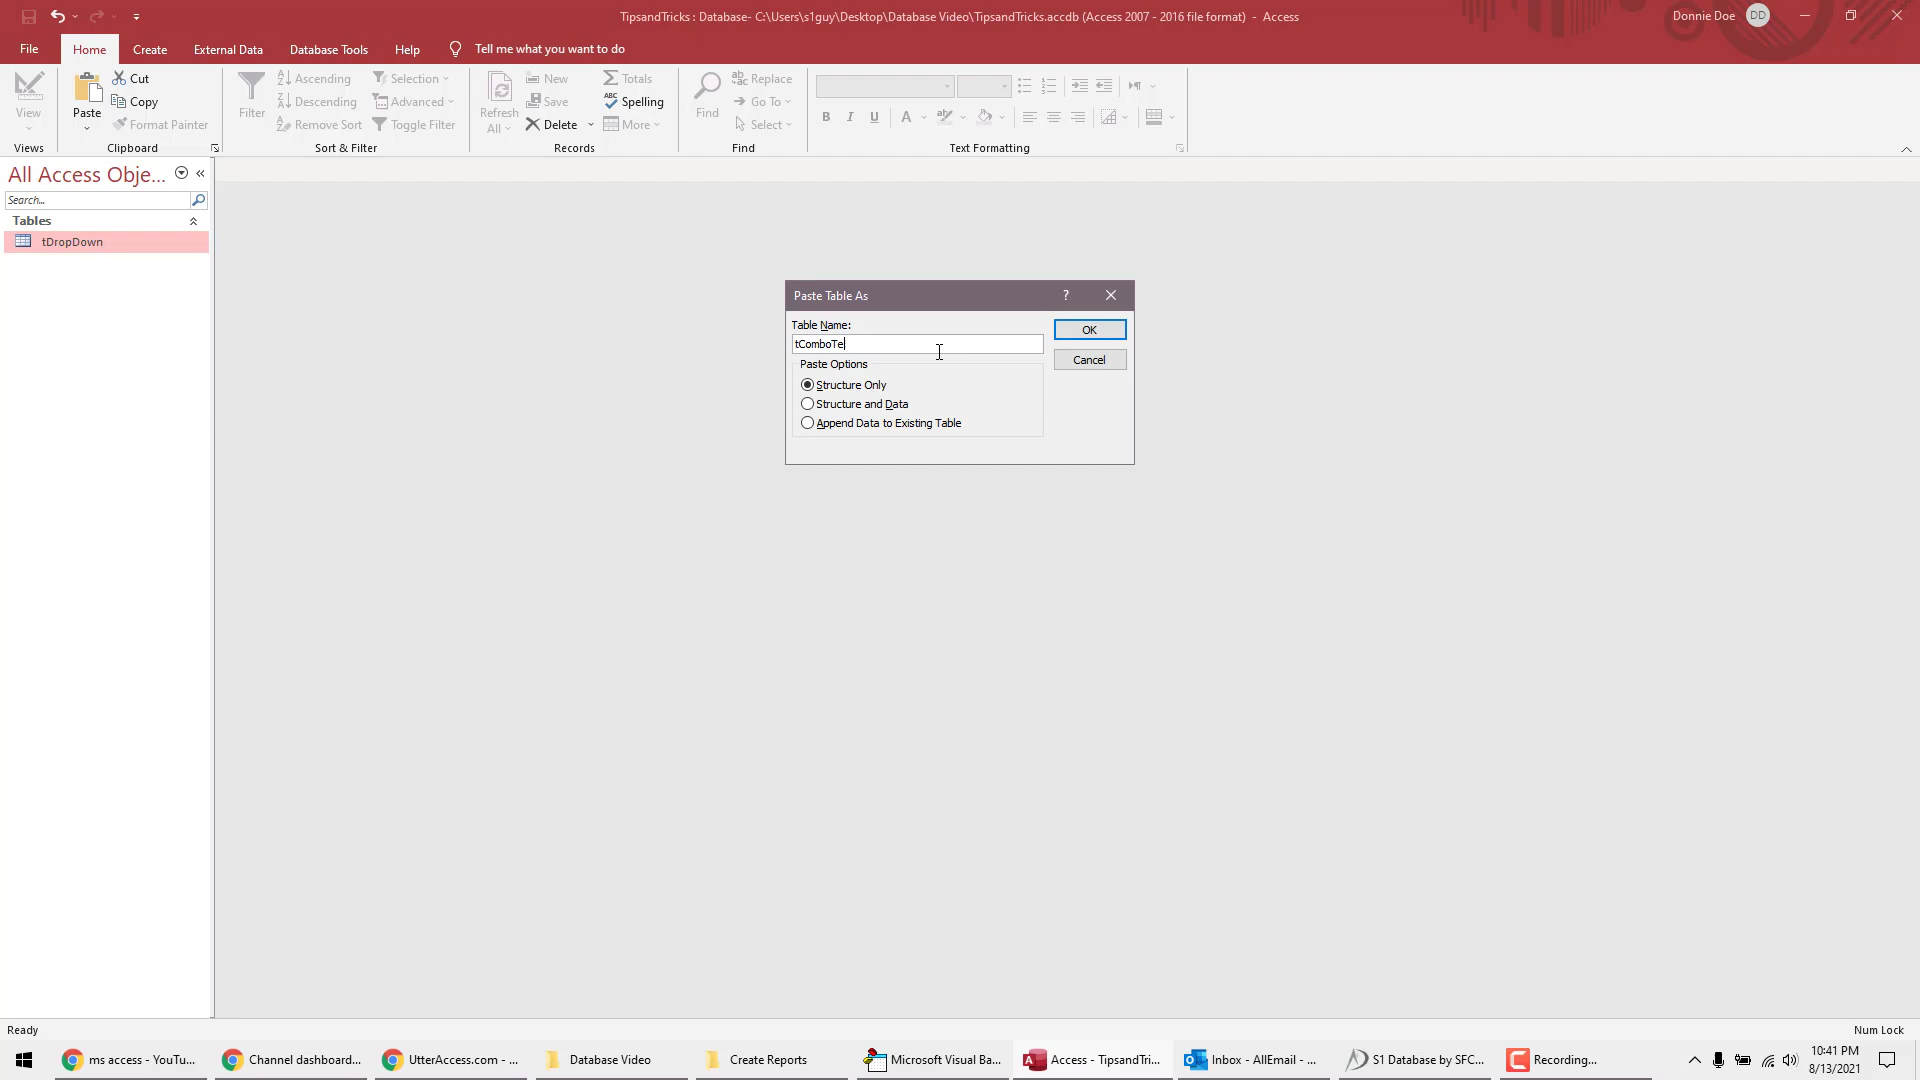 TipsandTricks : Database- C:\Users\s1guy\Desktop\Database Video\TipsandTricks.accdb (Access 2007 - 2016 file format) - Access
Donnie Doe DD
File Home Create External Data Database Tools Help Tell me what you want to do
View
Views
Paste
Cut
Copy
Format Painter
Clipboard
Filter
Ascending
Descending
Remove Sort
Selection
Advanced
Toggle Filter
Sort & Filter
Refresh
All
New
Save
Delete
Totals
Spelling
More
Records
Find
Replace
Go To
Select
Find
B I U A
Text Formatting
All Access Obje...
Search...
Tables
tDropDown
Paste Table As ?
Table Name:
tComboTe
OK
Cancel
Paste Options
Structure Only
Structure and Data
Append Data to Existing Table
Ready
Num Lock
ms access - YouTu...
Channel dashboard...
UtterAccess.com - ...
Database Video
Create Reports
Microsoft Visual Ba...
Access - TipsandTri...
Inbox - AllEmail - ...
S1 Database by SFC...
Recording...
10:41 PM
8/13/2021